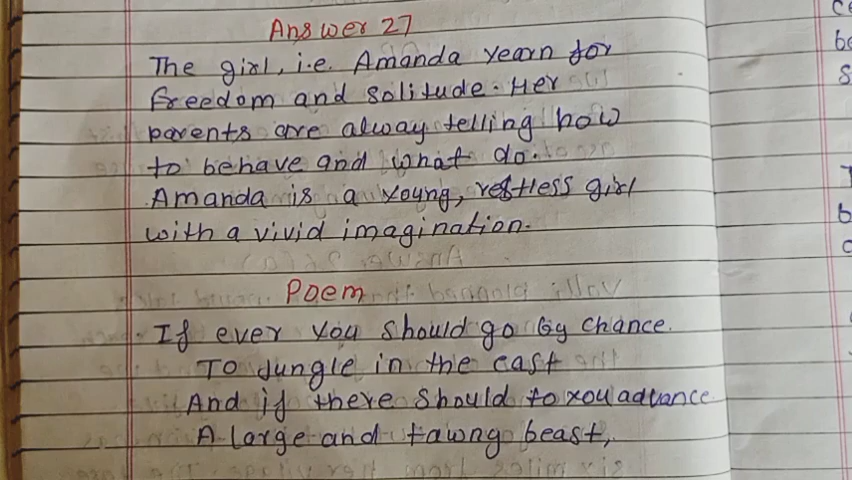 Answer 27
The girl, i.e. Amanda yearn for
freedom and solitude. Her
parents are alway telling how
to behave and what do.
Amanda is a young, restless girl
with a vivid imagination.
Poem
If ever you should go by chance.
To Jungle in the east
And if there should to you advance
A large and tawng beast,